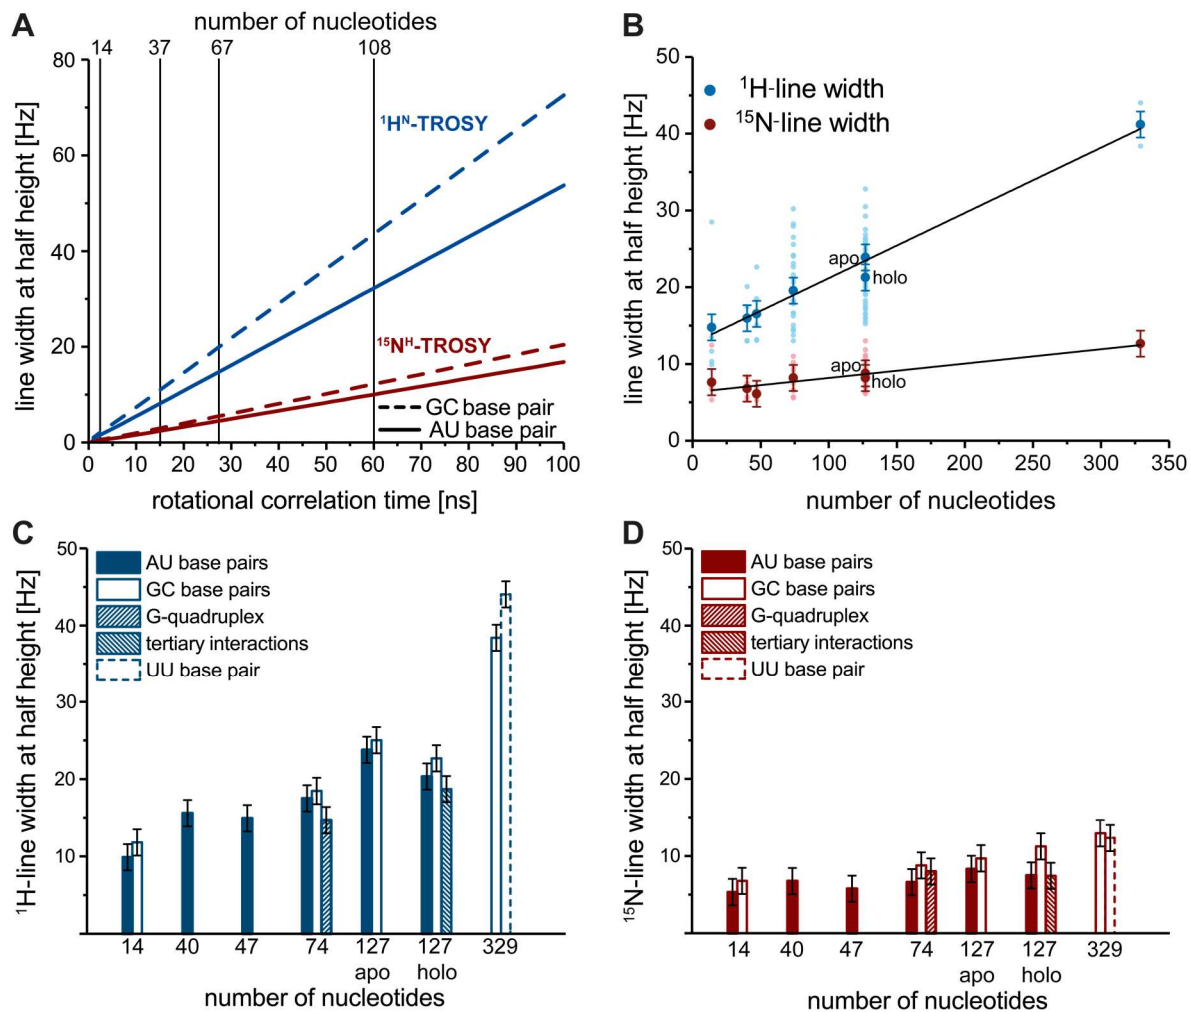 A
number of nucleotides
14 37 67 108
80
60
40
20
0
line width at half height [Hz]
¹Hᴺ-TROSY
¹⁵Nᴴ-TROSY
GC base pair
AU base pair
0 10 20 30 40 50 60 70 80 90 100
rotational correlation time [ns]
B
50
40
30
20
10
0
line width at half height [Hz]
¹H-line width
¹⁵N-line width
apo
holo
apo
holo
0 50 100 150 200 250 300 350
number of nucleotides
C
50
40
30
20
10
¹H-line width at half height [Hz]
AU base pairs
GC base pairs
G-quadruplex
tertiary interactions
UU base pair
14 40 47 74 127 127 329
apo holo
number of nucleotides
D
50
40
30
20
10
¹⁵N-line width at half height [Hz]
AU base pairs
GC base pairs
G-quadruplex
tertiary interactions
UU base pair
14 40 47 74 127 127 329
apo holo
number of nucleotides